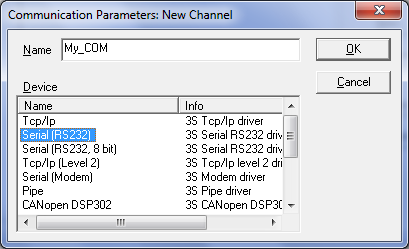 Communication Parameters: New Channel
Name My_COM OK
Cancel
Device
Name Info
Tcp/Ip 3S Tcp/Ip driver
Serial (RS232) 3S Serial RS232 driv
Serial (RS232, 8 bit) 3S Serial RS232 driv
Tcp/Ip (Level 2) 3S Tcp/Ip level 2 dri
Serial (Modem) 3S Serial Modem driv
Pipe 3S Pipe driver
CANopen DSP302 3S CANopen DSP30